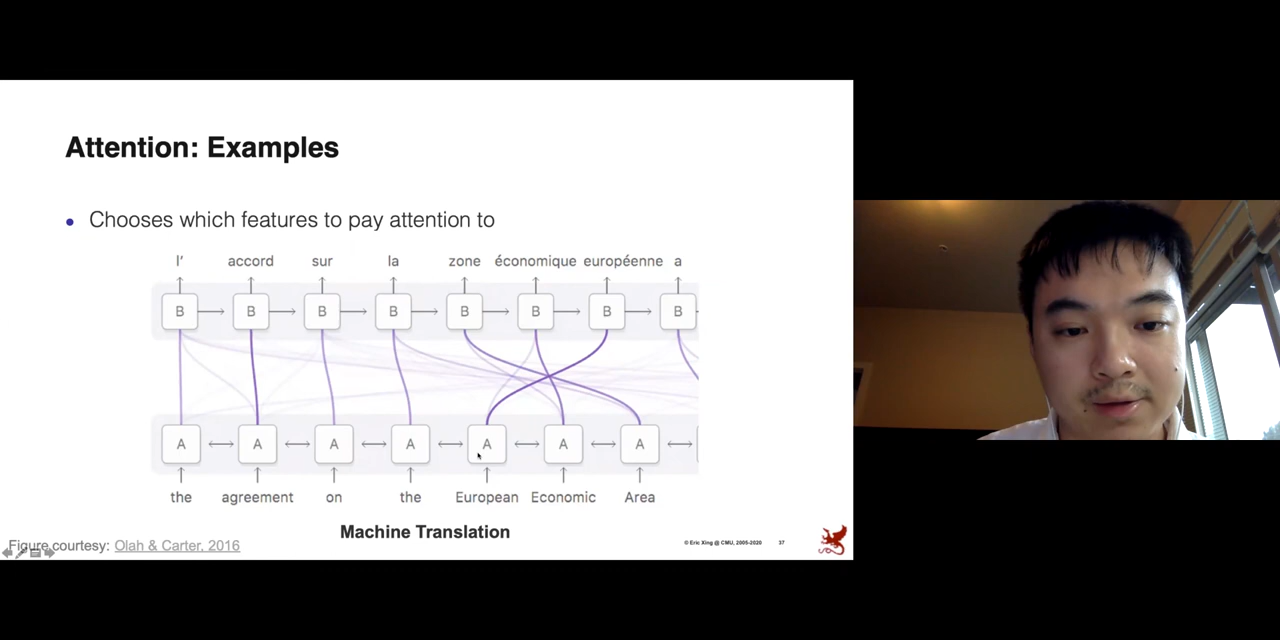 Attention: Examples
• Chooses which features to pay attention to
l' accord sur la zone économique européenne a
B B B B B B B B
A A A A A A A
the agreement on the European Economic Area
Machine Translation
Figure courtesy: Olah & Carter, 2016
© Eric Xing @ CMU, 2005-2020 37